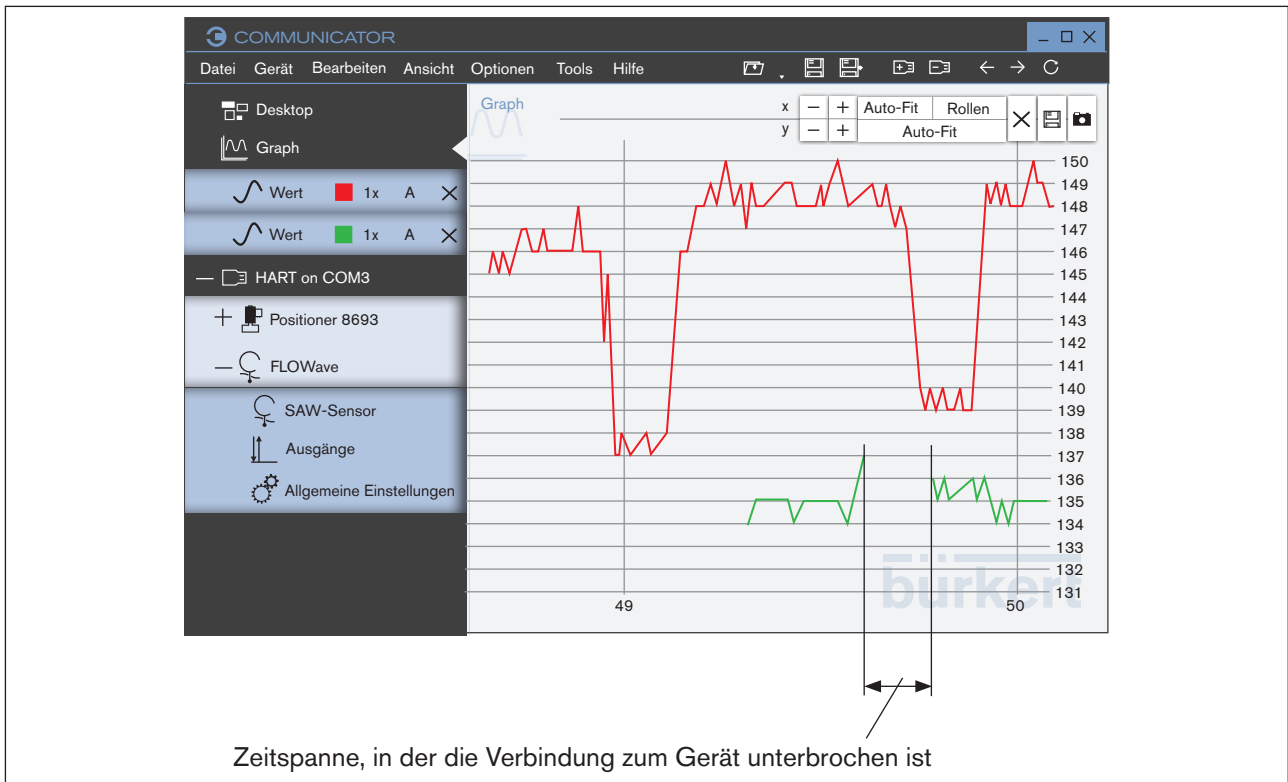 COMMUNICATOR
Datei Gerät Bearbeiten Ansicht Optionen Tools Hilfe
Desktop
Graph
Wert 1x A
Wert 1x A
HART on COM3
Positioner 8693
FLOWave
SAW-Sensor
Ausgänge
Allgemeine Einstellungen
Graph
x − + Auto-Fit Rollen
y − + Auto-Fit
150
149
148
147
146
145
144
143
142
141
140
139
138
137
136
135
134
133
132
131
bürkert
49 50
Zeitspanne, in der die Verbindung zum Gerät unterbrochen ist